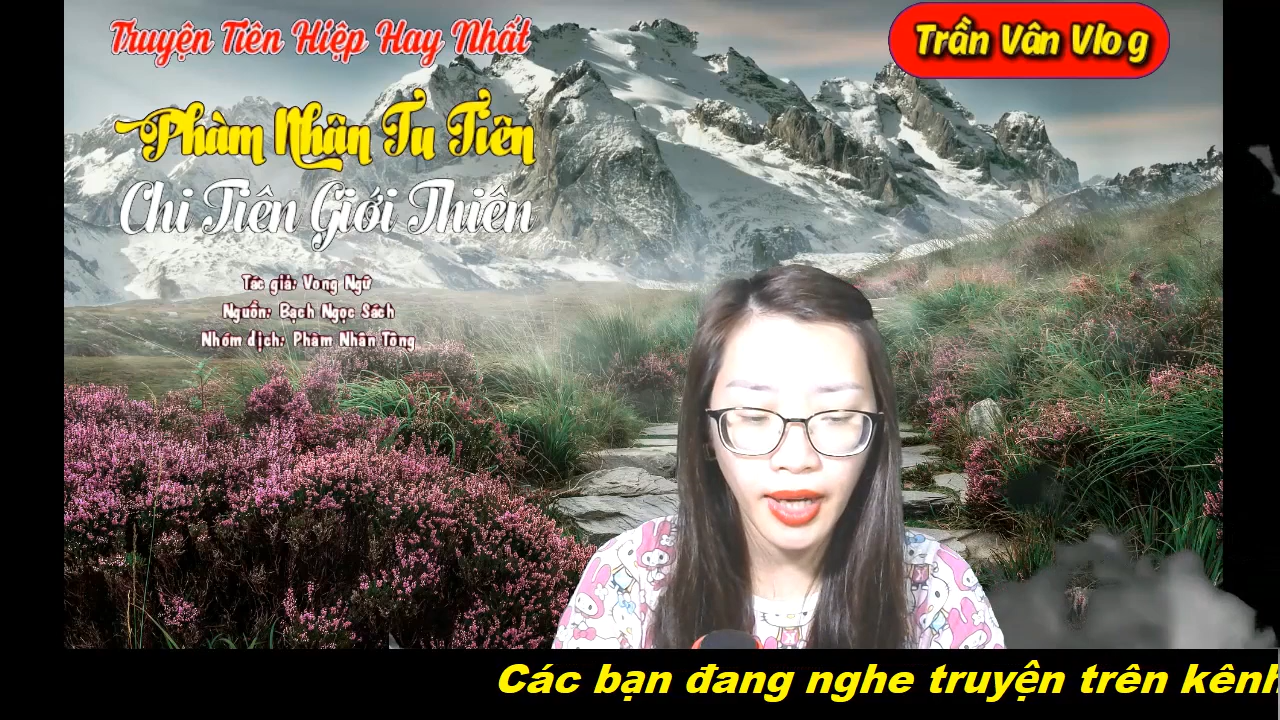 Truyện Tiên Hiệp Hay Nhất
Trần Vân Vlog
Phàm Nhân Tu Tiên
Chi Tiên Giới Thiên
Tác giả: Vong Ngữ
Nguồn: Bạch Ngọc Sách
Nhóm dịch: Phàm Nhân Tông
Các bạn đang nghe truyện trên kênh